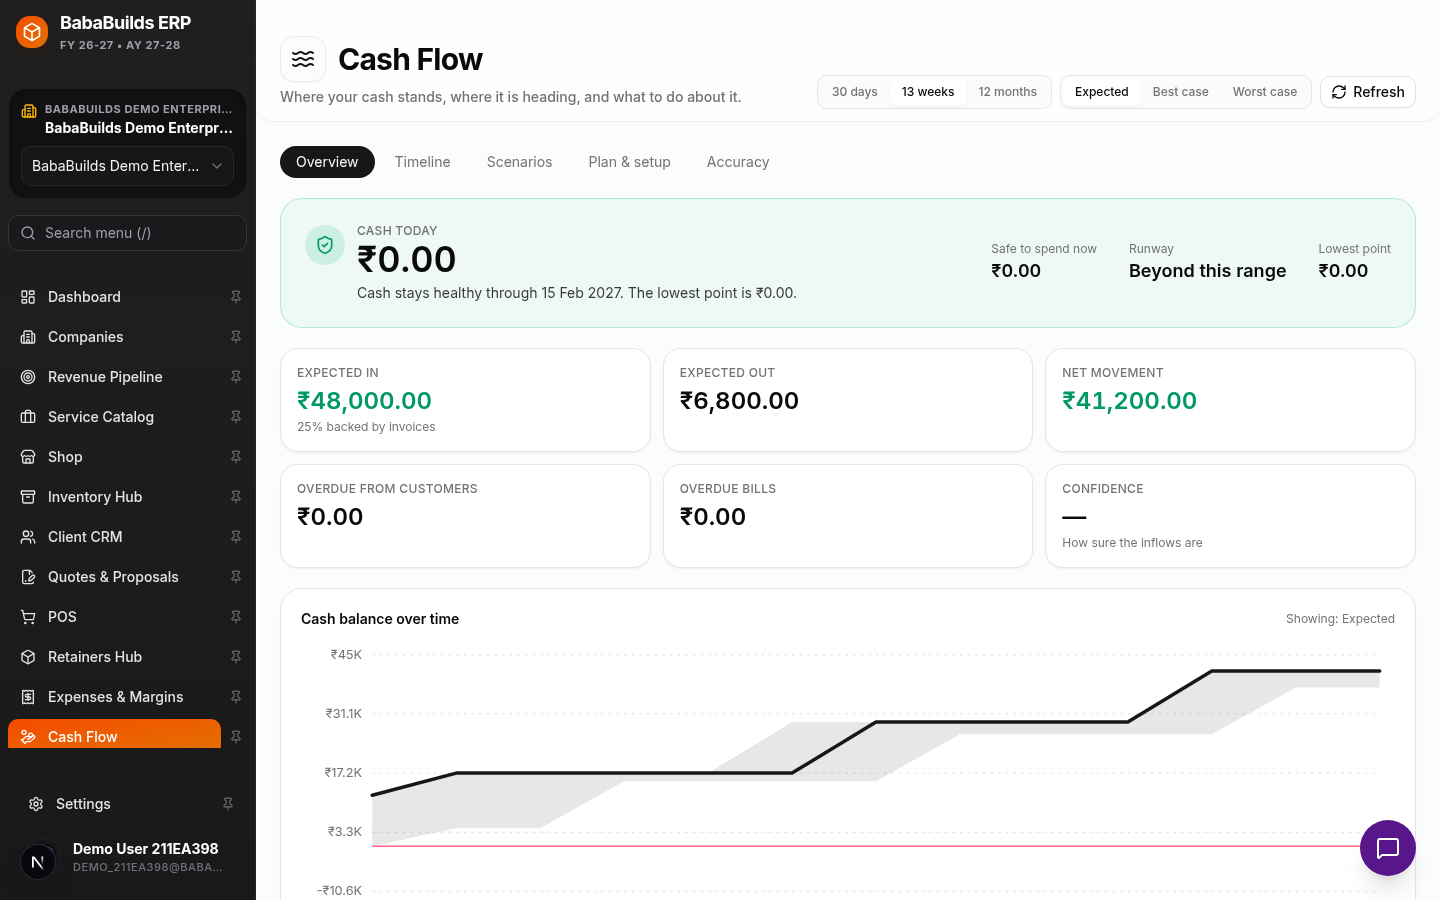 BabaBuilds ERP
FY 26-27 • AY 27-28
BABABUILDS DEMO ENTERPRI...
BabaBuilds Demo Enterpr...
BabaBuilds Demo Enter...
Search menu (/)
Dashboard
Companies
Revenue Pipeline
Service Catalog
Shop
Inventory Hub
Client CRM
Quotes & Proposals
POS
Retainers Hub
Expenses & Margins
Cash Flow
Settings
N
Demo User 211EA398
DEMO_211EA398@BABA...
Cash Flow
Where your cash stands, where it is heading, and what to do about it.
30 days
13 weeks
12 months
Expected
Best case
Worst case
Refresh
Overview
Timeline
Scenarios
Plan & setup
Accuracy
CASH TODAY
₹0.00
Cash stays healthy through 15 Feb 2027. The lowest point is ₹0.00.
Safe to spend now
₹0.00
Runway
Beyond this range
Lowest point
₹0.00
EXPECTED IN
₹48,000.00
25% backed by invoices
EXPECTED OUT
₹6,800.00
NET MOVEMENT
₹41,200.00
OVERDUE FROM CUSTOMERS
₹0.00
OVERDUE BILLS
₹0.00
CONFIDENCE
—
How sure the inflows are
Cash balance over time
Showing: Expected
₹45K
₹31.1K
₹17.2K
₹3.3K
-₹10.6K